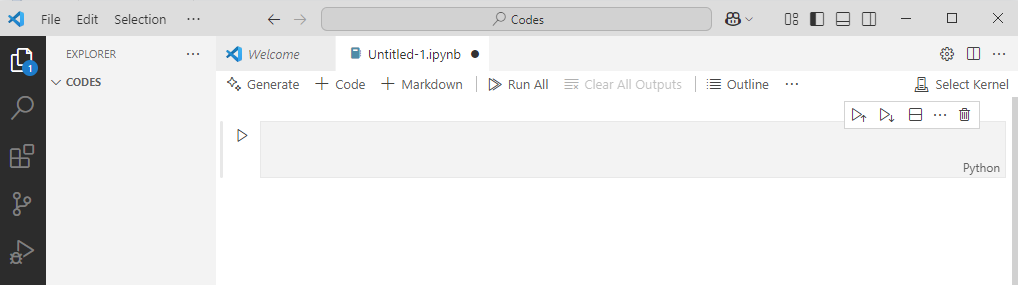 File Edit Selection ··· Codes
EXPLORER ··· Welcome Untitled-1.ipynb ···
1
CODES
Generate + Code + Markdown Run All Clear All Outputs Outline ··· Select Kernel
···
Python